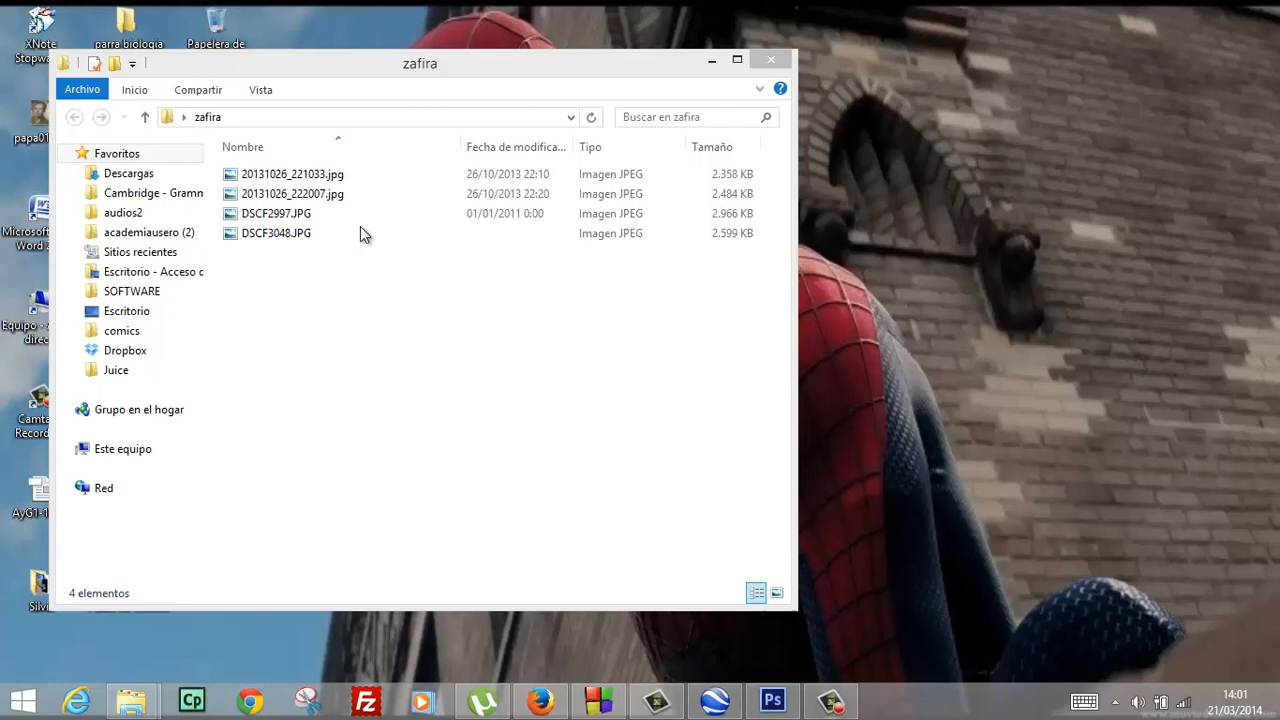 XNote
Stopw
parra biologia
Papelera de
papa01
Microsoft
Word 2
Equipo - A
direc
Camta
Record
AyG1-1
Silvi
zafira
Archivo
Inicio
Compartir
Vista
zafira
Buscar en zafira
Nombre
Fecha de modifica...
Tipo
Tamaño
20131026_221033.jpg
26/10/2013 22:10
Imagen JPEG
2.358 KB
20131026_222007.jpg
26/10/2013 22:20
Imagen JPEG
2.484 KB
DSCF2997.JPG
01/01/2011 0:00
Imagen JPEG
2.966 KB
DSCF3048.JPG
Imagen JPEG
2.599 KB
Favoritos
Descargas
Cambridge - Gramm
audios2
academiausero (2)
Sitios recientes
Escritorio - Acceso c
SOFTWARE
Escritorio
comics
Dropbox
Juice
Grupo en el hogar
Este equipo
Red
4 elementos
Cp
Fz
Ps
14:01
21/03/2014